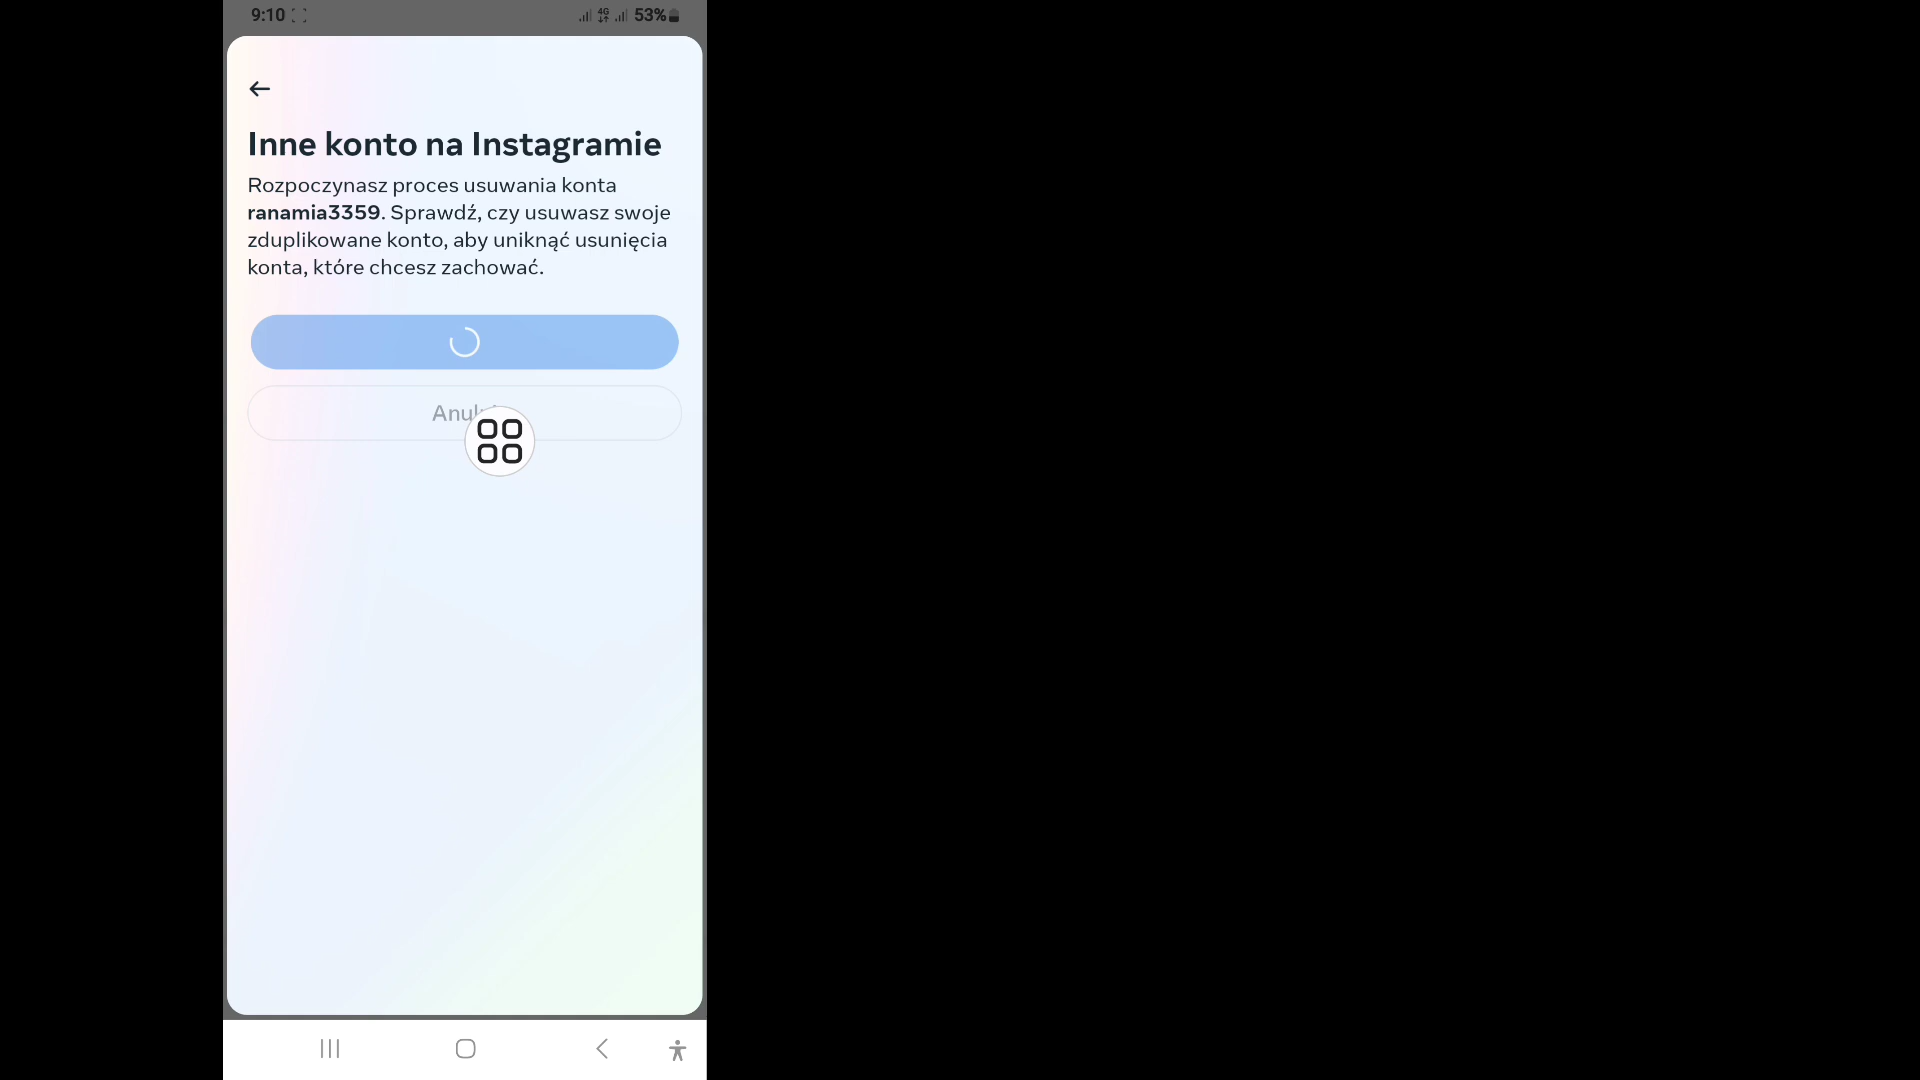 9:10 4G 53%
Inne konto na Instagramie
Rozpoczynasz proces usuwania konta
ranamia3359. Sprawdź, czy usuwasz swoje
zduplikowane konto, aby uniknąć usunięcia
konta, które chcesz zachować.